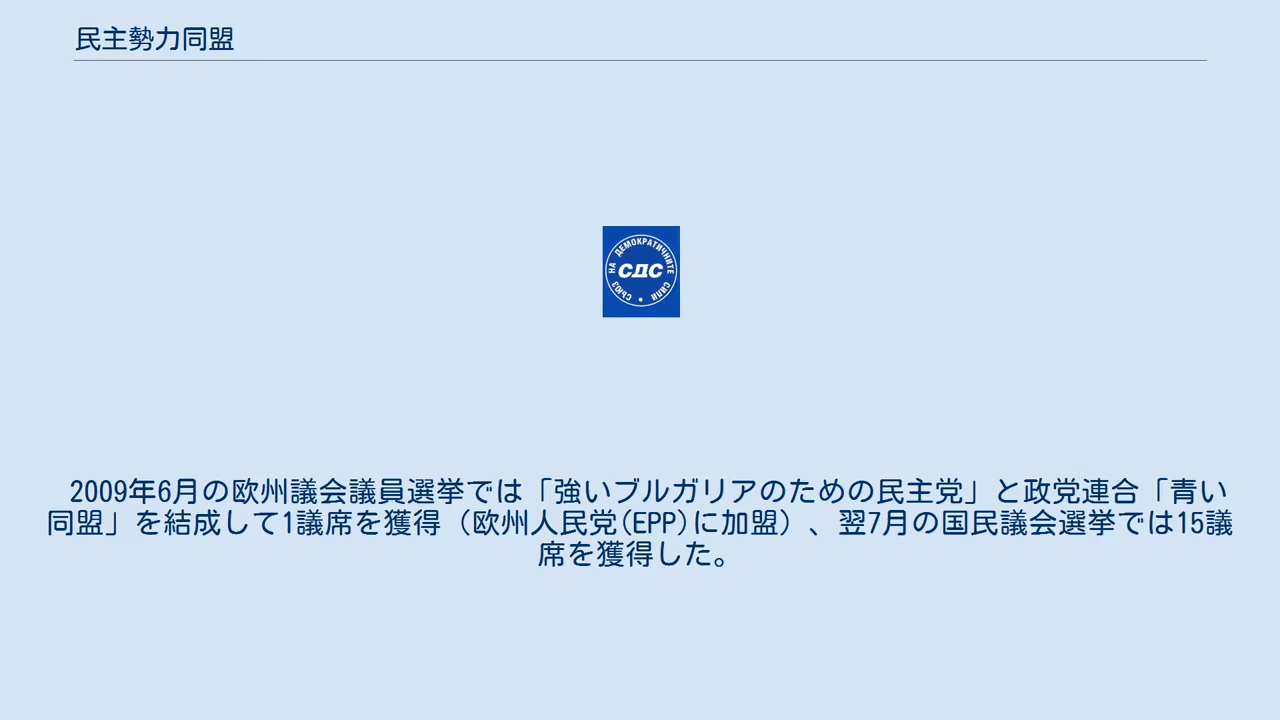 民主勢力同盟
СЪЮЗ НА ДЕМОКРАТИЧНИТЕ СИЛИ
СДС
2009年6月の欧州議会議員選挙では「強いブルガリアのための民主党」と政党連合「青い
同盟」を結成して1議席を獲得（欧州人民党(EPP)に加盟）、翌7月の国民議会選挙では15議
席を獲得した。